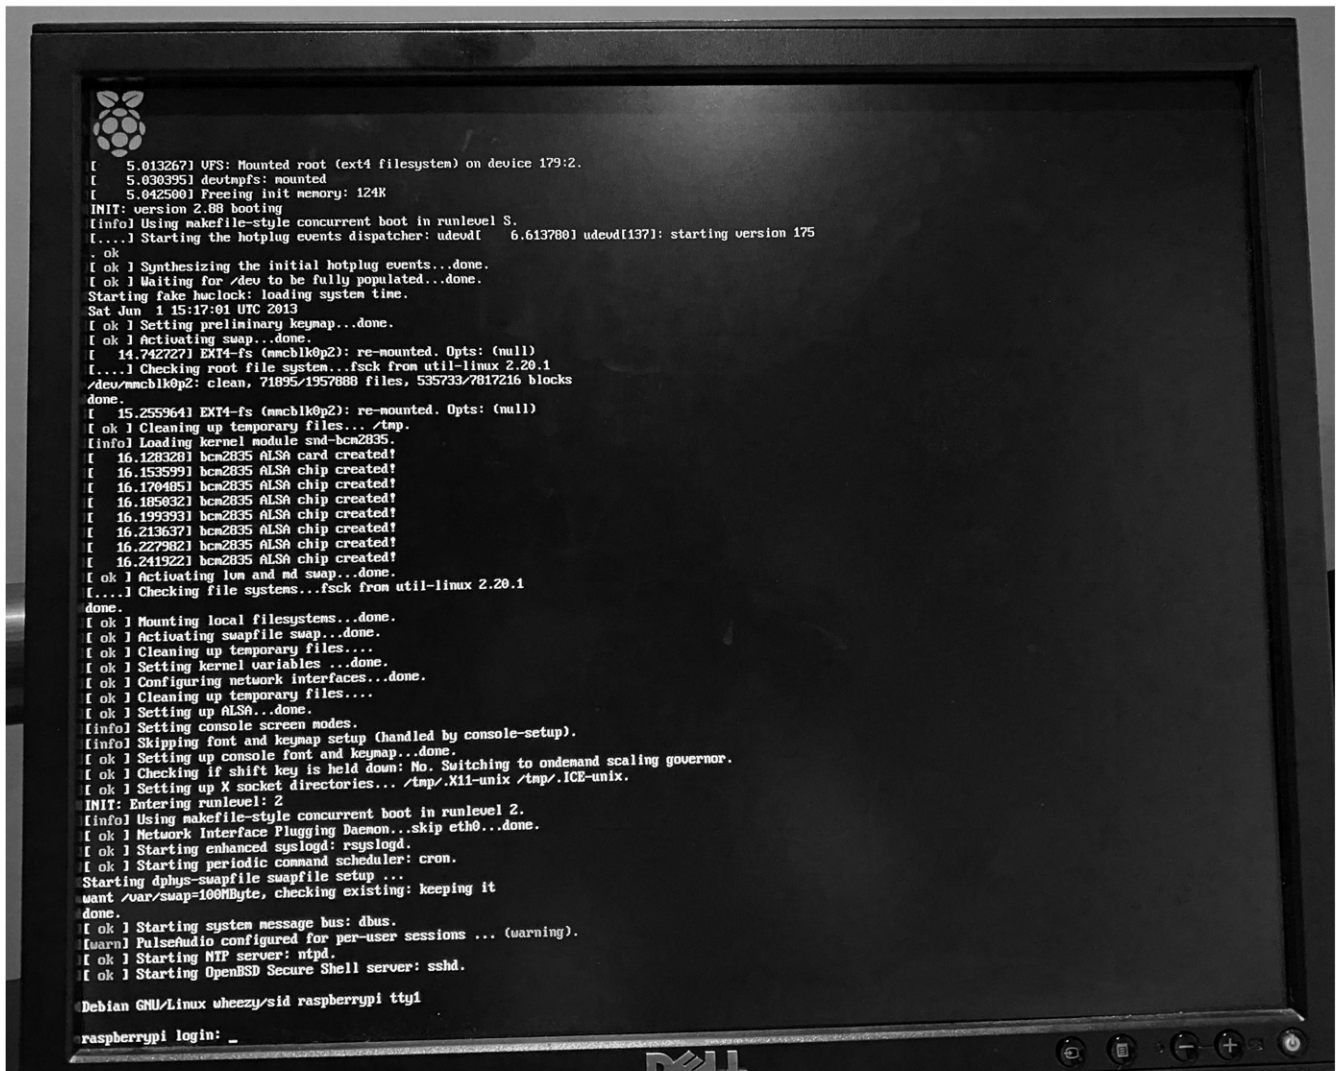 [    5.013267] VFS: Mounted root (ext4 filesystem) on device 179:2.
[    5.030395] devtmpfs: mounted
[    5.042500] Freeing init memory: 124K
INIT: version 2.88 booting
[info] Using makefile-style concurrent boot in runlevel S.
[....] Starting the hotplug events dispatcher: udevd[    6.613780] udevd[137]: starting version 175
. ok
[ ok ] Synthesizing the initial hotplug events...done.
[ ok ] Waiting for /dev to be fully populated...done.
Starting fake hwclock: loading system time.
Sat Jun  1 15:17:01 UTC 2013
[ ok ] Setting preliminary keymap...done.
[ ok ] Activating swap...done.
[   14.742727] EXT4-fs (mmcblk0p2): re-mounted. Opts: (null)
[....] Checking root file system...fsck from util-linux 2.20.1
/dev/mmcblk0p2: clean, 71895/1957888 files, 535733/7817216 blocks
done.
[   15.255964] EXT4-fs (mmcblk0p2): re-mounted. Opts: (null)
[ ok ] Cleaning up temporary files... /tmp.
[info] Loading kernel module snd-bcm2835.
[   16.128328] bcm2835 ALSA card created!
[   16.153599] bcm2835 ALSA chip created!
[   16.170485] bcm2835 ALSA chip created!
[   16.185032] bcm2835 ALSA chip created!
[   16.199393] bcm2835 ALSA chip created!
[   16.213637] bcm2835 ALSA chip created!
[   16.227982] bcm2835 ALSA chip created!
[   16.241922] bcm2835 ALSA chip created!
[ ok ] Activating lvm and md swap...done.
[....] Checking file systems...fsck from util-linux 2.20.1
done.
[ ok ] Mounting local filesystems...done.
[ ok ] Activating swapfile swap...done.
[ ok ] Cleaning up temporary files....
[ ok ] Setting kernel variables ...done.
[ ok ] Configuring network interfaces...done.
[ ok ] Cleaning up temporary files....
[ ok ] Setting up ALSA...done.
[info] Setting console screen modes.
[info] Skipping font and keymap setup (handled by console-setup).
[ ok ] Setting up console font and keymap...done.
[ ok ] Checking if shift key is held down: No. Switching to ondemand scaling governor.
[ ok ] Setting up X socket directories... /tmp/.X11-unix /tmp/.ICE-unix.
INIT: Entering runlevel: 2
[info] Using makefile-style concurrent boot in runlevel 2.
[ ok ] Network Interface Plugging Daemon...skip eth0...done.
[ ok ] Starting enhanced syslogd: rsyslogd.
[ ok ] Starting periodic command scheduler: cron.
Starting dphys-swapfile swapfile setup ...
want /var/swap=100MByte, checking existing: keeping it
done.
[ ok ] Starting system message bus: dbus.
[warn] PulseAudio configured for per-user sessions ... (warning).
[ ok ] Starting NTP server: ntpd.
[ ok ] Starting OpenBSD Secure Shell server: sshd.
Debian GNU/Linux wheezy/sid raspberrypi tty1
raspberrypi login: _
DELL